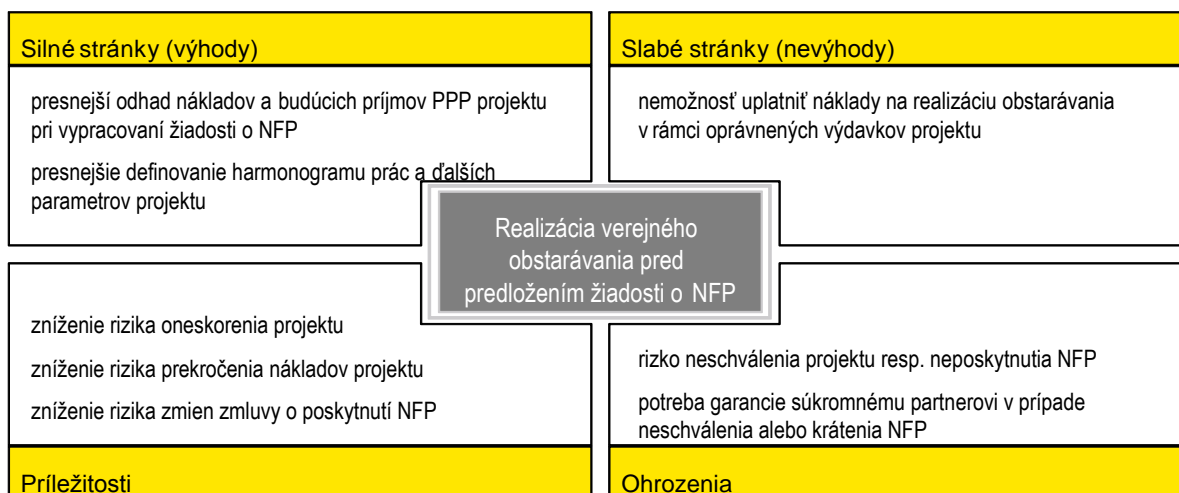 Silné stránky (výhody)
presnejší odhad nákladov a budúcich príjmov PPP projektu
pri vypracovaní žiadosti o NFP
presnejšie definovanie harmonogramu prác a ďalších
parametrov projektu
Slabé stránky (nevýhody)
nemožnosť uplatniť náklady na realizáciu obstarávania
v rámci oprávnených výdavkov projektu
Realizácia verejného
obstarávania pred
predložením žiadosti o NFP
zníženie rizika oneskorenia projektu
zníženie rizika prekročenia nákladov projektu
zníženie rizika zmien zmluvy o poskytnutí NFP
Príležitosti
rizko neschválenia projektu resp. neposkytnutia NFP
potreba garancie súkromnému partnerovi v prípade
neschválenia alebo krátenia NFP
Ohrozenia